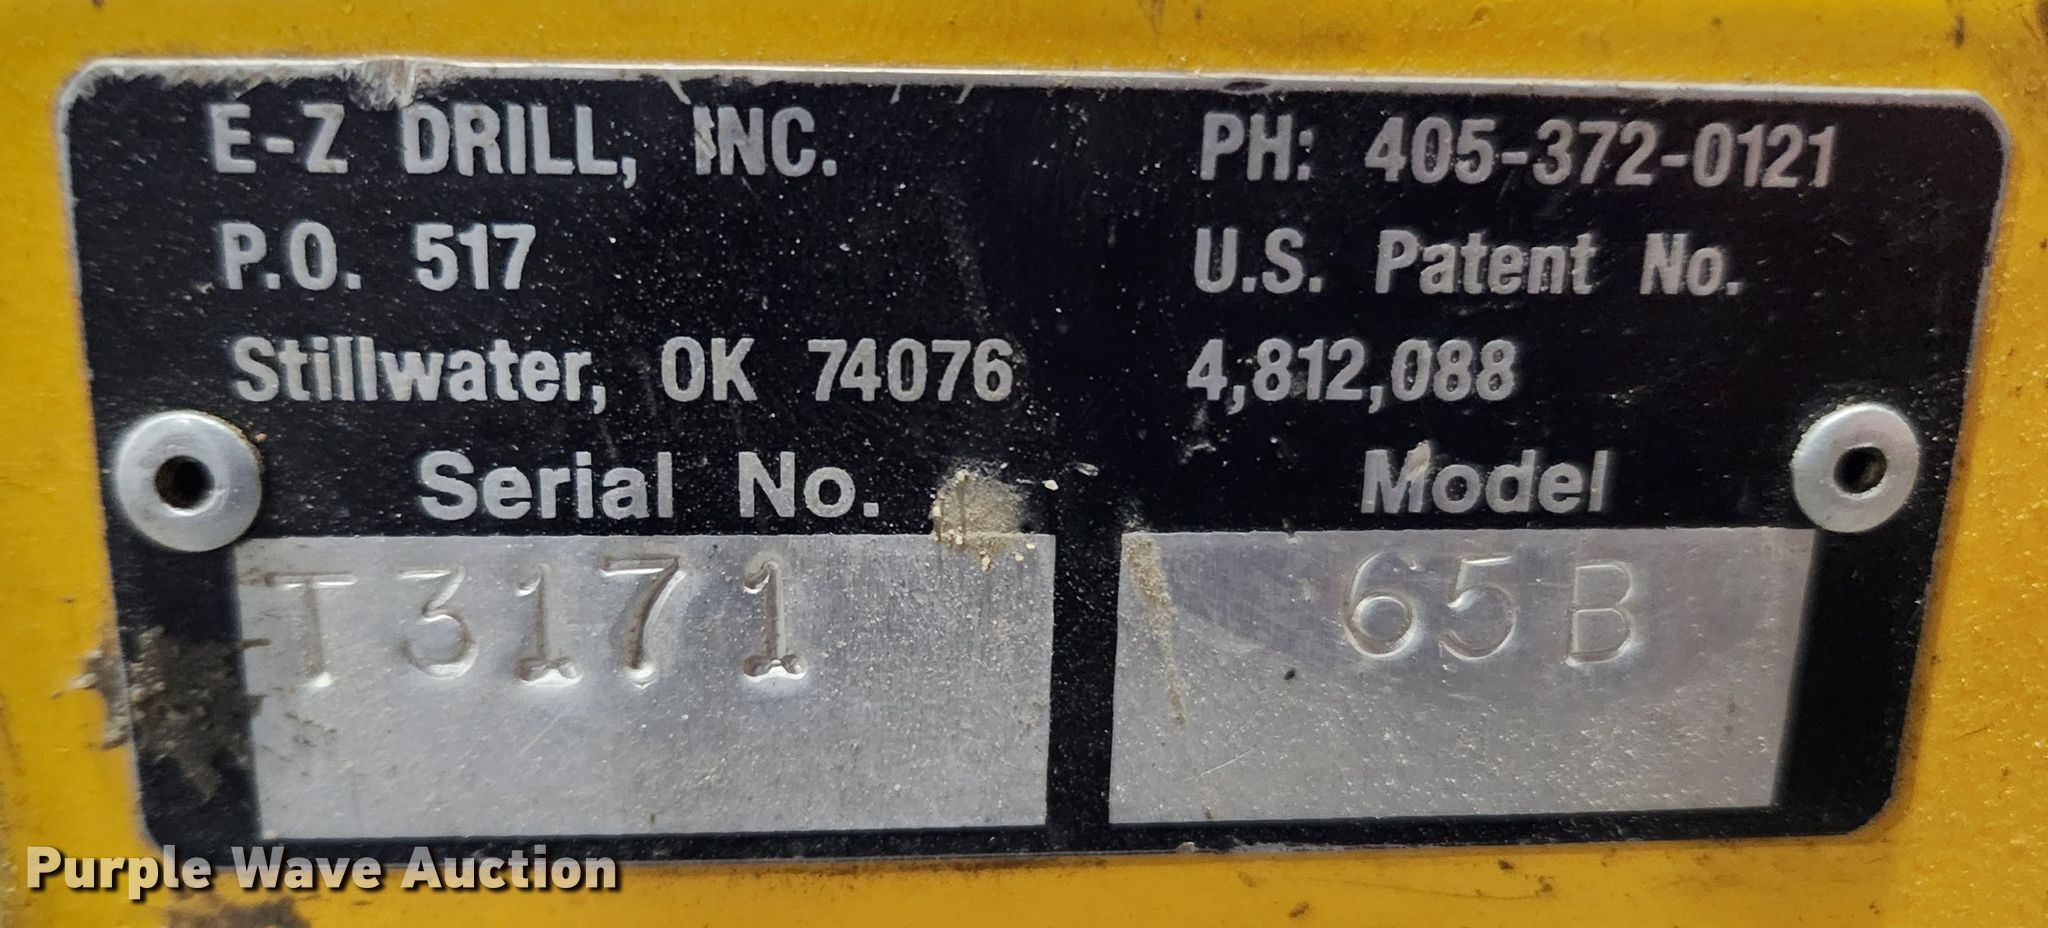 E-Z DRILL, INC.
P.O. 517
Stillwater, OK 74076
PH: 405-372-0121
U.S. Patent No.
4,812,088
Serial No.
T3171
Model
65B
Purple Wave Auction